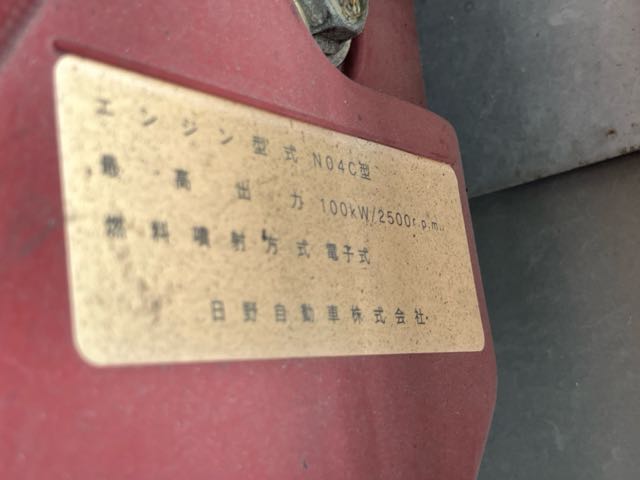 エンジン型式 N04C型
最高出力 100kW/2500r.p.m.
燃料噴射方式 電子式
日野自動車株式会社